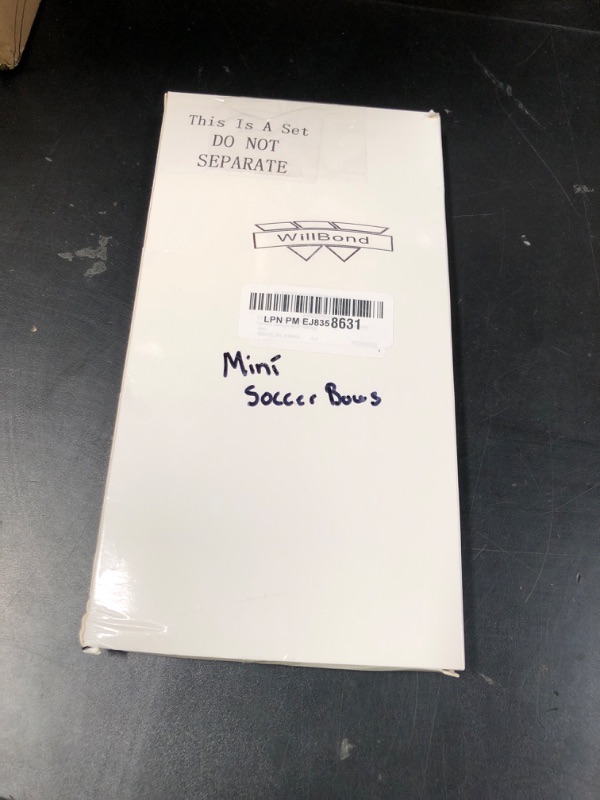 This Is A Set
DO NOT
SEPARATE
WillBond
LPN PM EJ8358631
Mini
Soccer Bows